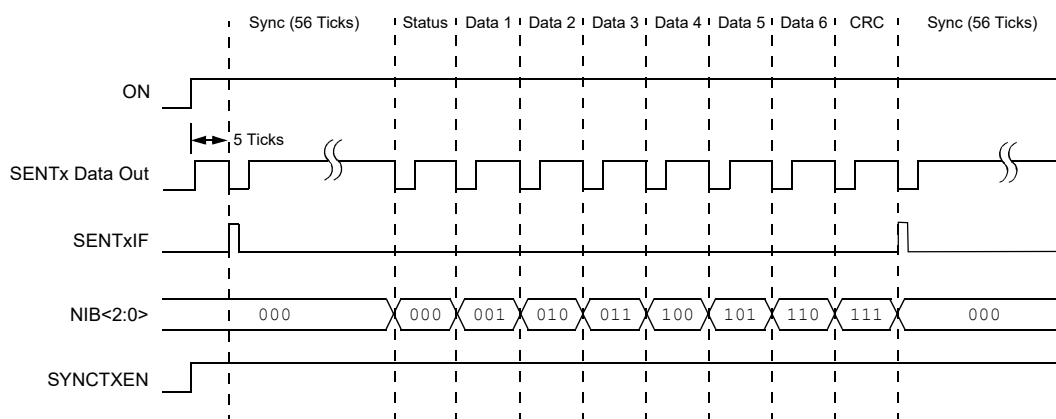 Sync (56 Ticks) Status Data 1 Data 2 Data 3 Data 4 Data 5 Data 6 CRC Sync (56 Ticks)
ON
5 Ticks
SENTx Data Out
SENTxIF
NIB<2:0> 000 000 001 010 011 100 101 110 111 000
SYNCTXEN